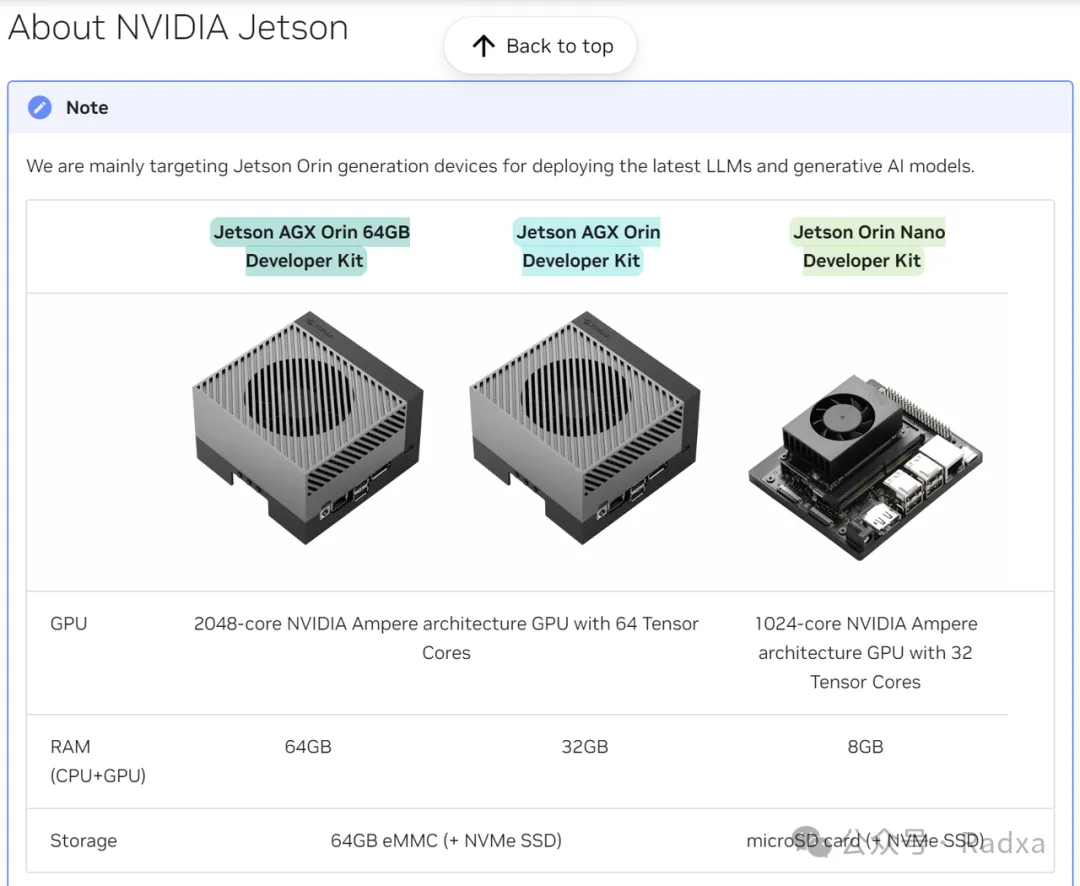 About NVIDIA Jetson
Back to top
Note
We are mainly targeting Jetson Orin generation devices for deploying the latest LLMs and generative AI models.
Jetson AGX Orin 64GB
Developer Kit
Jetson AGX Orin
Developer Kit
Jetson Orin Nano
Developer Kit
GPU
2048-core NVIDIA Ampere architecture GPU with 64 Tensor
Cores
1024-core NVIDIA Ampere
architecture GPU with 32
Tensor Cores
RAM
(CPU+GPU)
64GB
32GB
8GB
Storage
64GB eMMC (+ NVMe SSD)
microSD card (+ NVMe SSD)
公众号 · Radxa